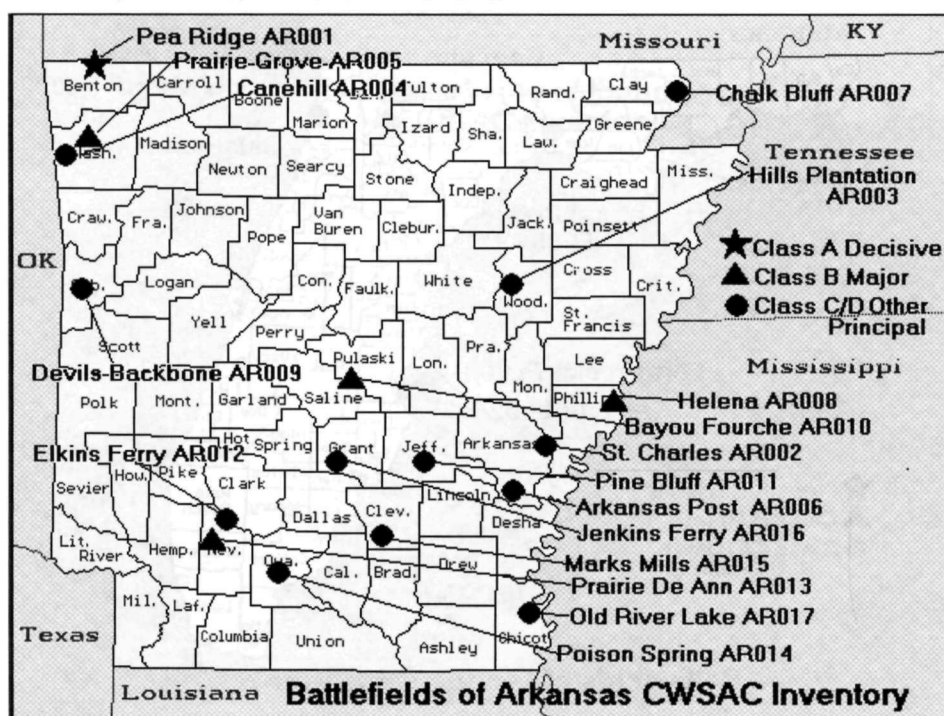 Pea Ridge AR001
Missouri
KY
Prairie Grove AR005
Benton
Carroll
Canehill AR004
Boone
Fulton
Rand.
Clay
Chalk Bluff AR007
Marion
Izard
Sha.
Greene
Law.
Wash.
Madison
Newton
Searcy
Stone
Indep.
Craighead
Miss.
Tennessee
Hills Plantation
AR003
Craw.
Fra.
Johnson
Pope
Van
Buren
Clebur.
Jack.
Poinsett
Class A Decisive
OK
Logan
Con.
Faulk.
White
Wood.
Cross
Crit.
Class B Major
Class C/D Other
Principal
St.
Francis
Scott
Yell
Perry
Pulaski
Lon.
Pra.
Lee
Mississippi
Devils-Backbone AR009
Mon.
Phillip
Helena AR008
Polk
Mont.
Garland
Saline
Bayou Fourche AR010
Hot
Spring
Grant
Jeff.
Arkansas
St. Charles AR002
Elkins Ferry AR012
Pine Bluff AR011
Sevier
How.
Pike
Clark
Dallas
Lincoln
Arkansas Post AR006
Clev.
Desha
Jenkins Ferry AR016
Lit.
River
Hemp.
Nev.
Oua.
Cal.
Brad.
Drew
Marks Mills AR015
Prairie De Ann AR013
Mil.
Laf.
Old River Lake AR017
Texas
Columbia
Union
Ashley
Chicot
Poison Spring AR014
Louisiana
Battlefields of Arkansas CWSAC Inventory